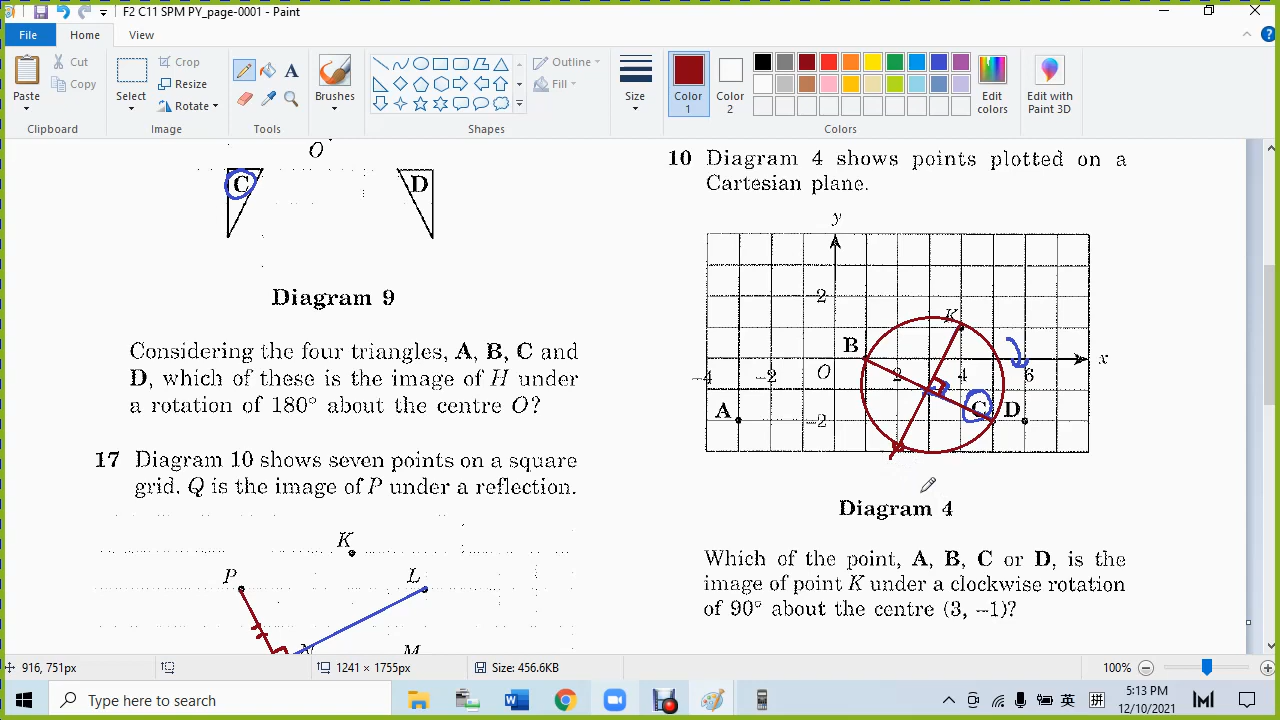 F2 C11 SPM PY_page-0001 - Paint
File
Home
View
Paste
Cut
Copy
Clipboard
Select
Crop
Resize
Rotate
Image
A
Tools
Brushes
Outline
Fill
Shapes
Size
Color
1
Color
2
Edit
colors
Edit with
Paint 3D
Colors
O
C
D
Diagram 9
Considering the four triangles, A, B, C and
D, which of these is the image of H under
a rotation of 180° about the centre O?
17 Diagram 10 shows seven points on a square
grid. Q is the image of P under a reflection.
K
P
L
N
M
10 Diagram 4 shows points plotted on a
Cartesian plane.
y
2
K
B
x
-4
-2
O
2
4
6
A
-2
C
D
Diagram 4
Which of the point, A, B, C or D, is the
image of point K under a clockwise rotation
of 90° about the centre (3, -1)?
916, 751px
1241 × 1755px
Size: 456.6KB
100%
Type here to search
英
拼
5:13 PM
12/10/2021